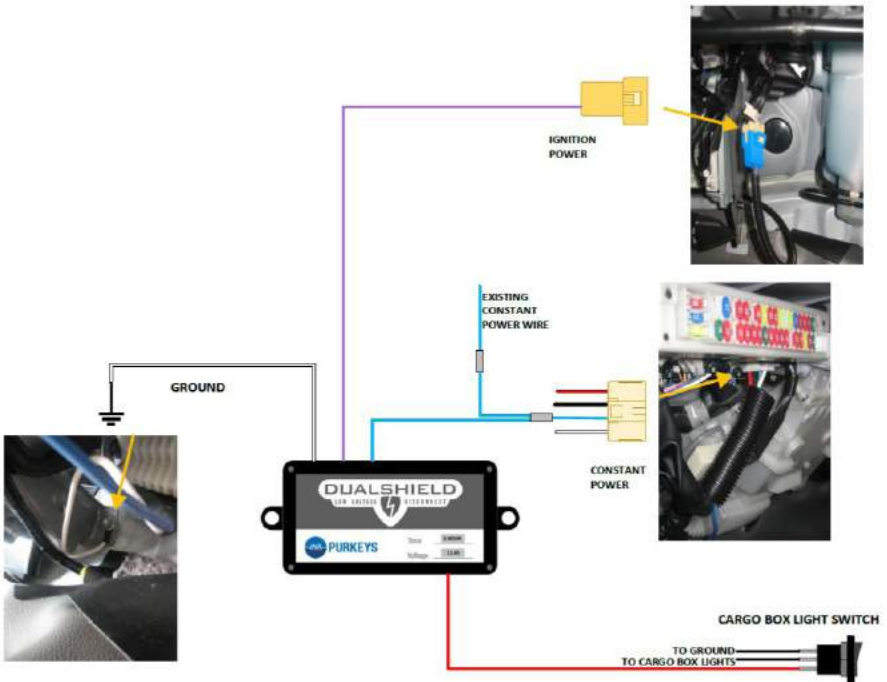 IGNITION
POWER
EXISTING
CONSTANT
POWER WIRE
GROUND
CONSTANT
POWER
DUALSHIELD
LOW VOLTAGE DISCONNECT
PURKEYS
Time
Voltage
CARGO BOX LIGHT SWITCH
TO GROUND
TO CARGO BOX LIGHTS